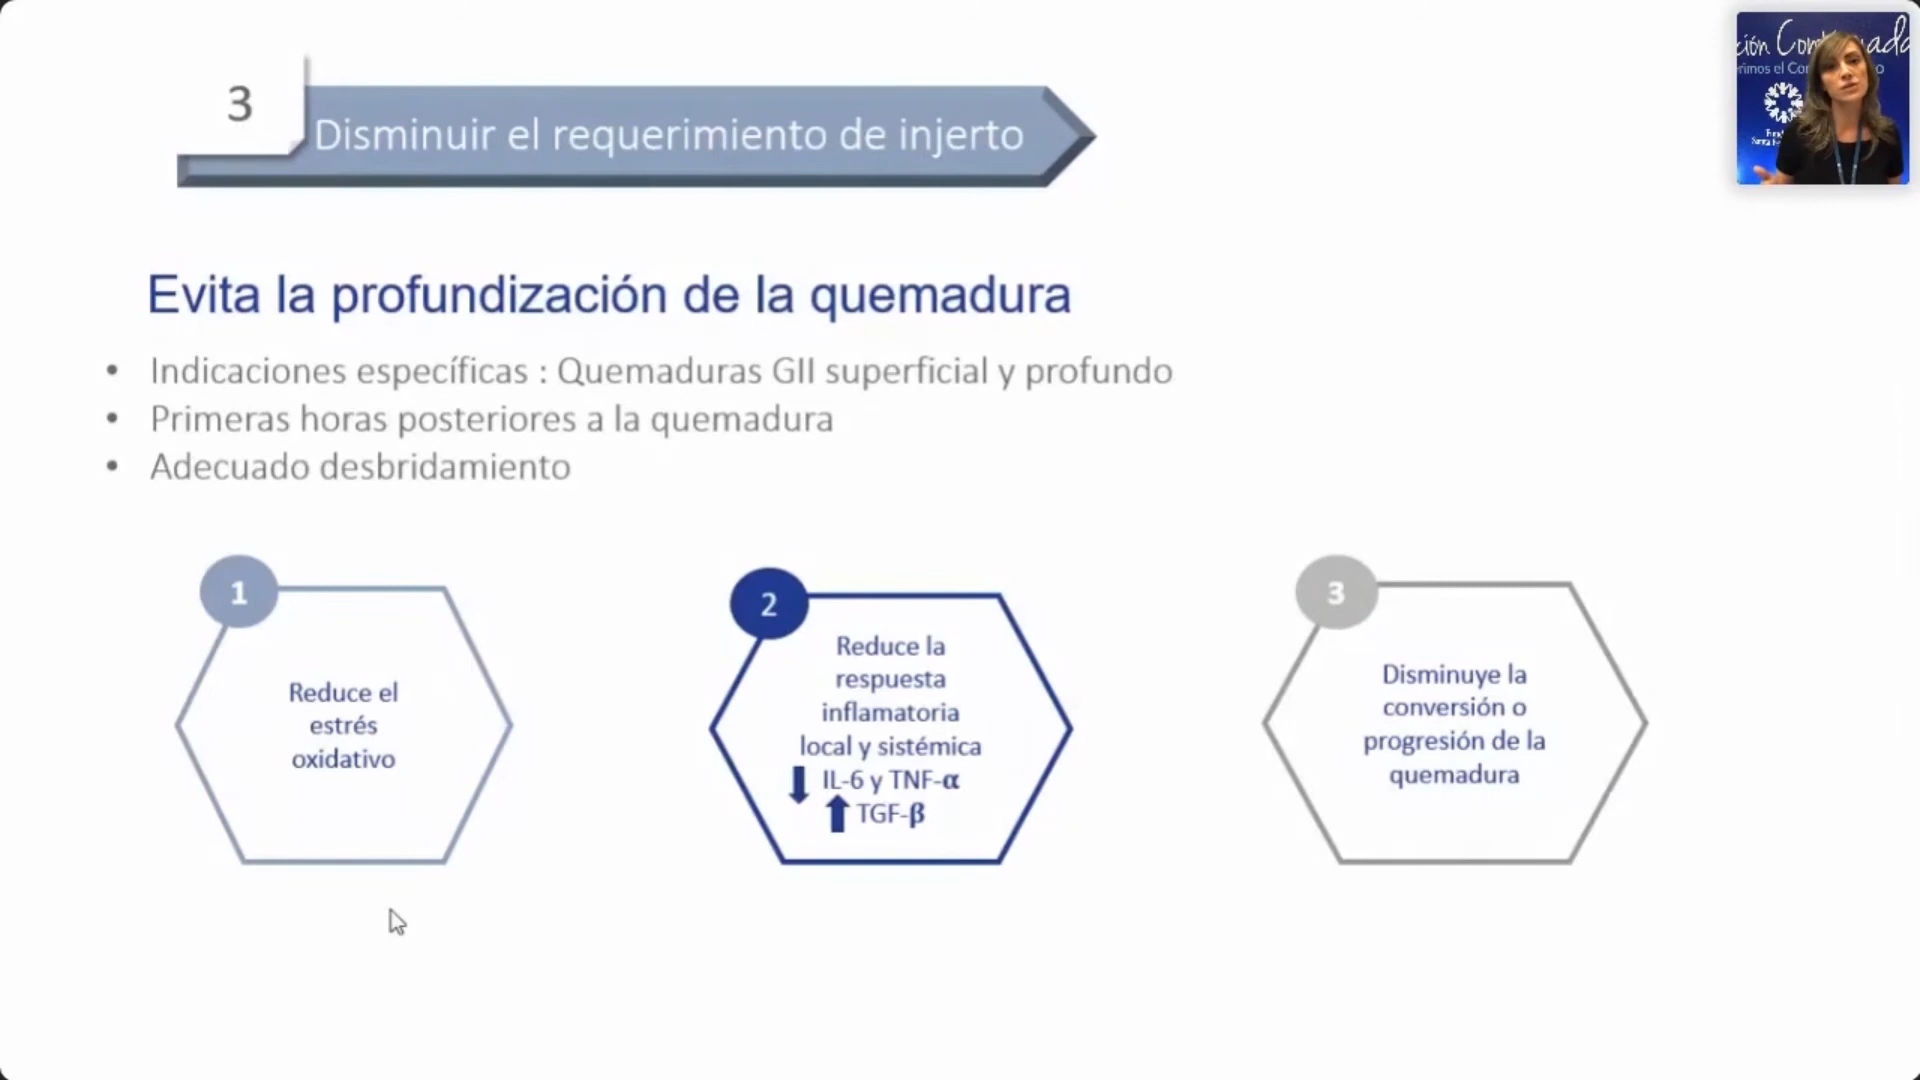 3
Disminuir el requerimiento de injerto
Evita la profundización de la quemadura
• Indicaciones específicas : Quemaduras GII superficial y profundo
• Primeras horas posteriores a la quemadura
• Adecuado desbridamiento
1
Reduce el
estrés
oxidativo
2
Reduce la
respuesta
inflamatoria
local y sistémica
IL-6 y TNF-α
TGF-β
3
Disminuye la
conversión o
progresión de la
quemadura